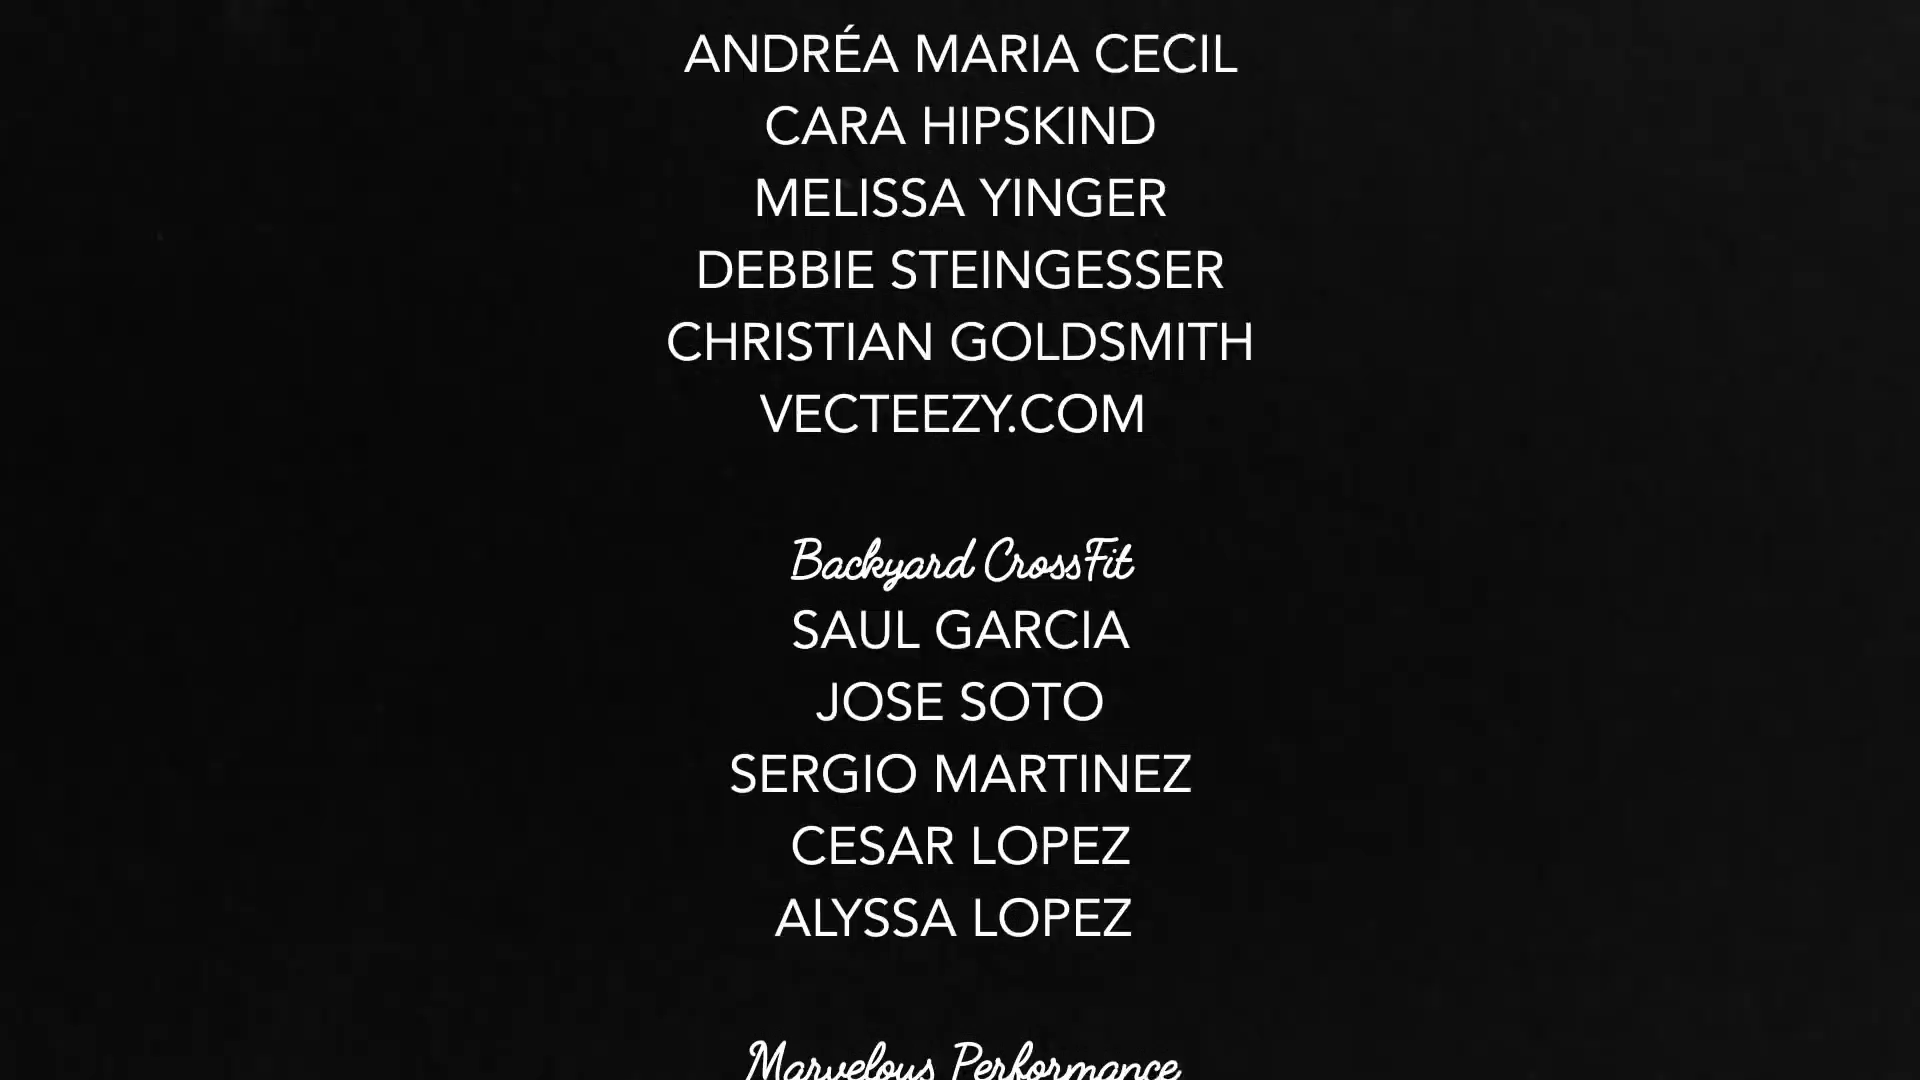 ANDRÉA MARIA CECIL
CARA HIPSKIND
MELISSA YINGER
DEBBIE STEINGESSER
CHRISTIAN GOLDSMITH
VECTEEZY.COM
Backyard CrossFit
SAUL GARCIA
JOSE SOTO
SERGIO MARTINEZ
CESAR LOPEZ
ALYSSA LOPEZ
Marvelous Performance